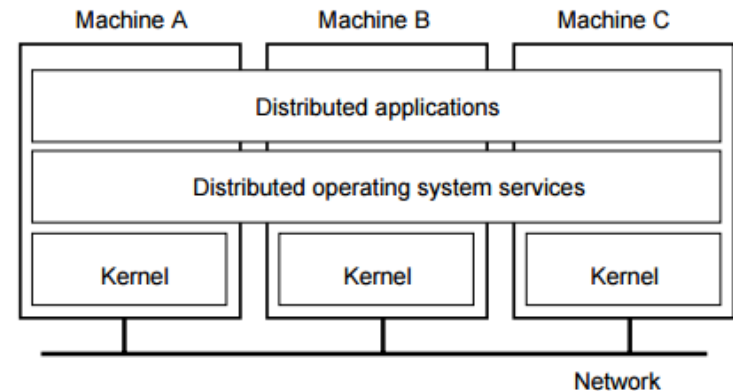 Machine A
Machine B
Machine C
Distributed applications
Distributed operating system services
Kernel
Kernel
Kernel
Network